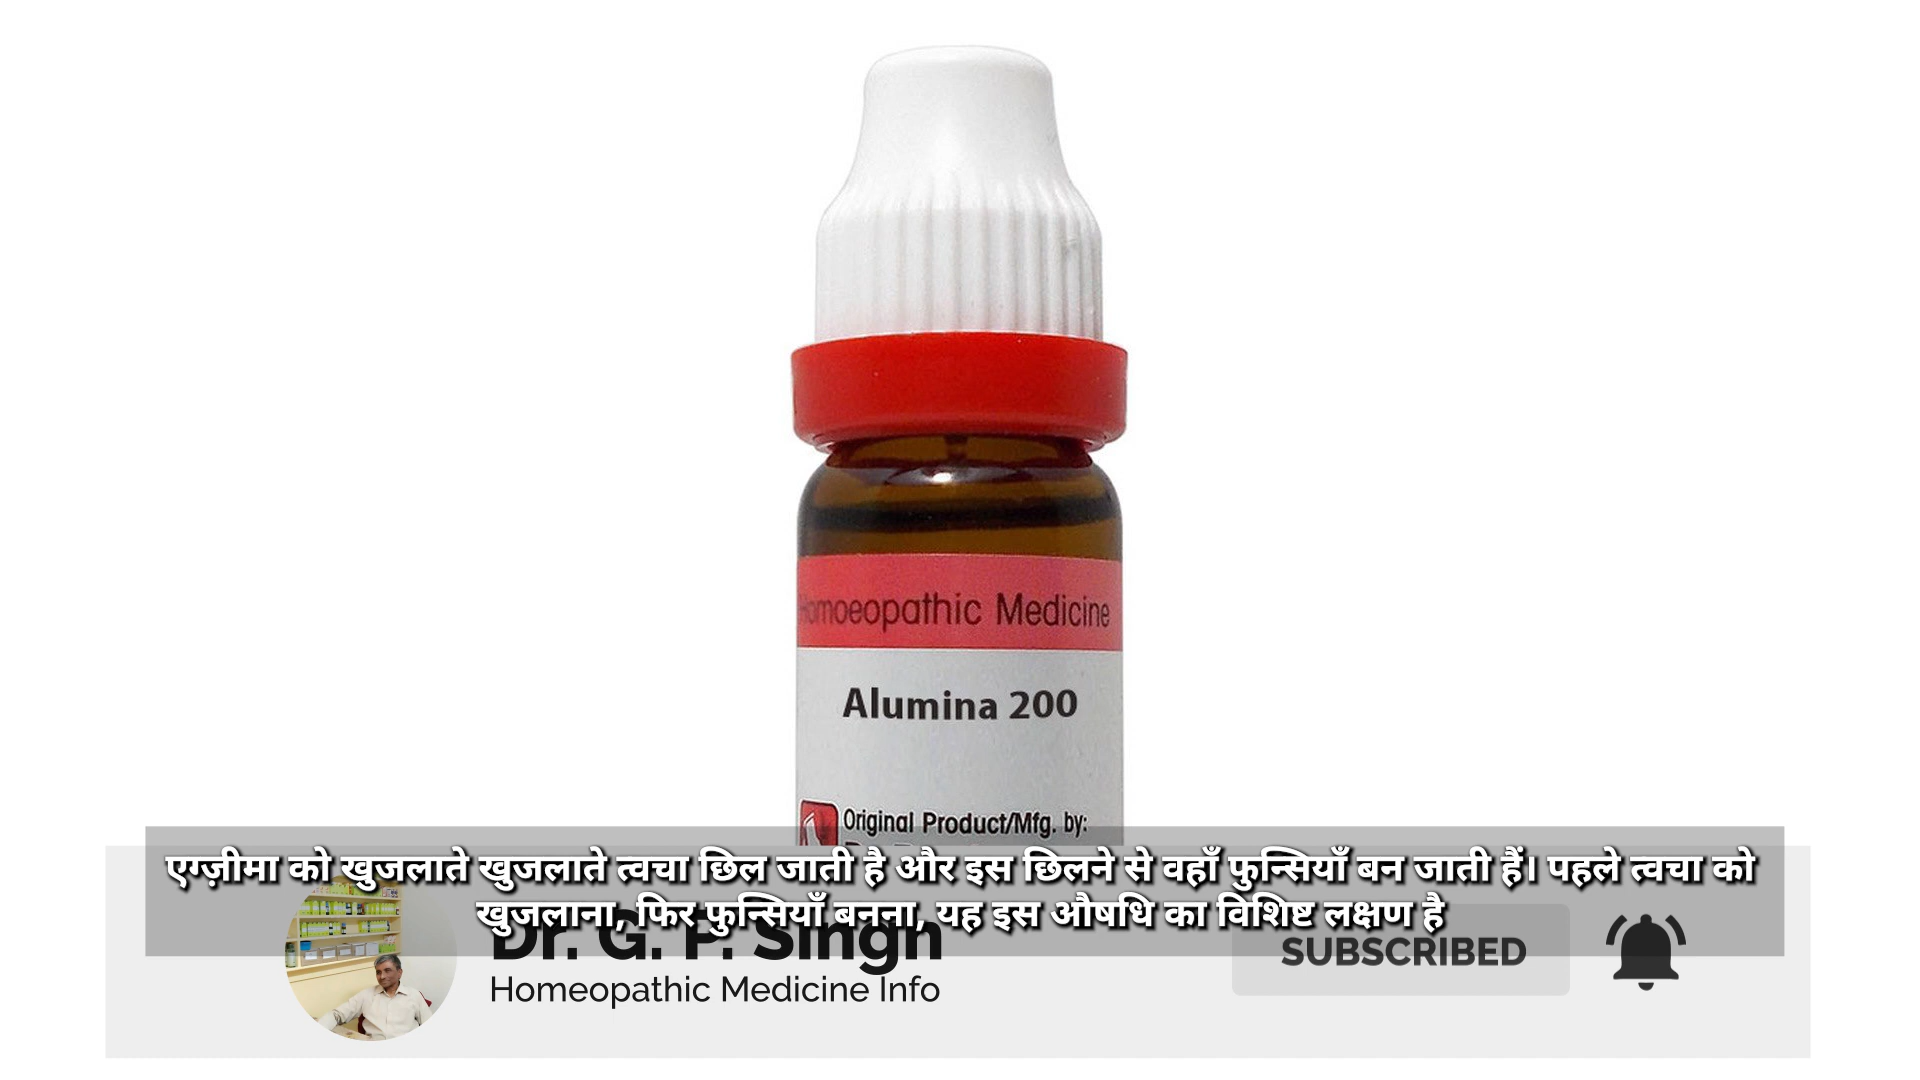 Homoeopathic Medicine
Alumina 200
Original Product/Mfg. by:
एग्ज़ीमा को खुजलाते खुजलाते त्वचा छिल जाती है और इस छिलने से वहाँ फुन्सियाँ बन जाती हैं। पहले त्वचा को
खुजलाना, फिर फुन्सियाँ बनना, यह इस औषधि का विशिष्ट लक्षण है
Dr. G. P. Singh
Homeopathic Medicine Info
SUBSCRIBED